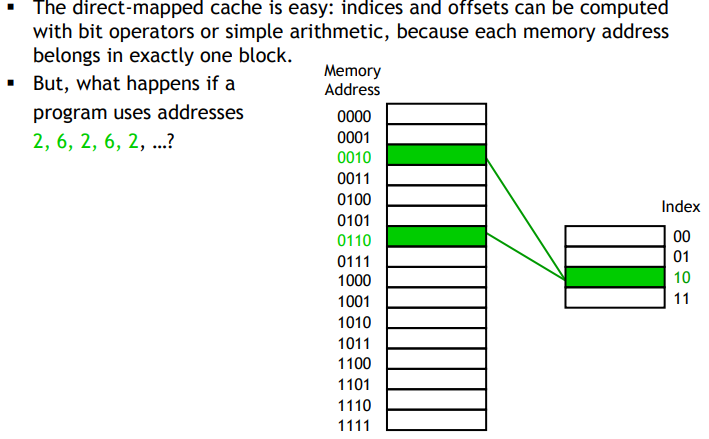 ▪ The direct-mapped cache is easy: indices and offsets can be computed
with bit operators or simple arithmetic, because each memory address
belongs in exactly one block.
▪ But, what happens if a
program uses addresses
2, 6, 2, 6, 2, …?
Memory
Address
0000
0001
0010
0011
0100
0101
0110
0111
1000
1001
1010
1011
1100
1101
1110
1111
Index
00
01
10
11